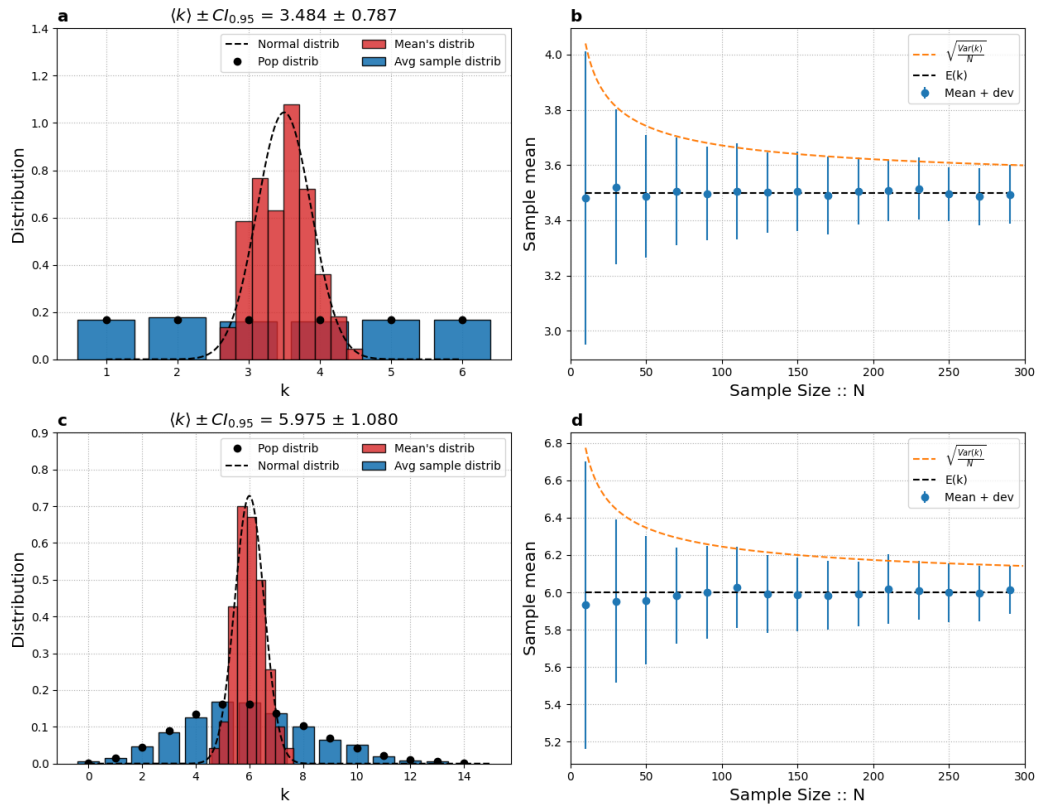 a
⟨k⟩ ± CI₀.₉₅ = 3.484 ± 0.787
Normal distrib
Pop distrib
Mean's distrib
Avg sample distrib
1.4
1.2
1.0
0.8
0.6
0.4
0.2
0.0
Distribution
1 2 3 4 5 6
k
b
√(Var(k)/N)
E(k)
Mean + dev
4.0
3.8
3.6
3.4
3.2
3.0
Sample mean
0 50 100 150 200 250 300
Sample Size :: N
c
⟨k⟩ ± CI₀.₉₅ = 5.975 ± 1.080
Pop distrib
Normal distrib
Mean's distrib
Avg sample distrib
0.9
0.8
0.7
0.6
0.5
0.4
0.3
0.2
0.1
0.0
Distribution
0 2 4 6 8 10 12 14
k
d
√(Var(k)/N)
E(k)
Mean + dev
6.8
6.6
6.4
6.2
6.0
5.8
5.6
5.4
5.2
Sample mean
0 50 100 150 200 250 300
Sample Size :: N